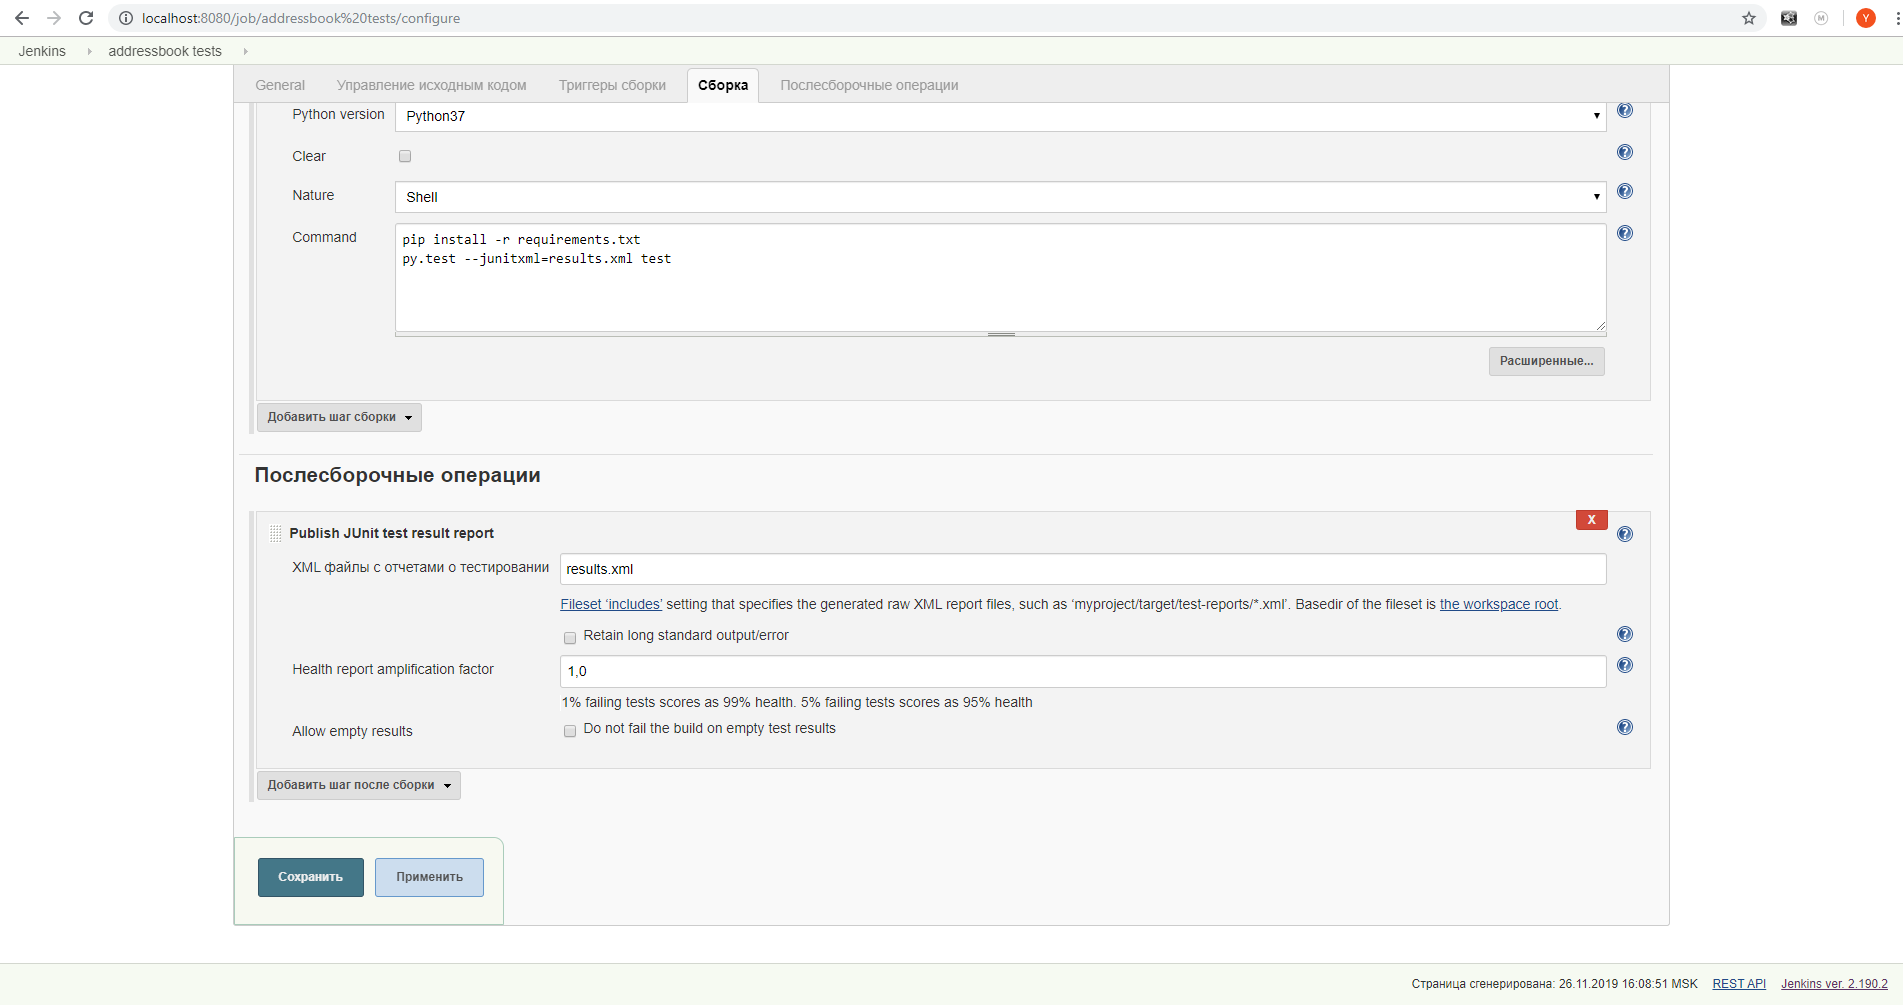 localhost:8080/job/addressbook%20tests/configure
Y
Jenkins addressbook tests
General Управление исходным кодом Триггеры сборки Сборка Послесборочные операции
Python version Python37
Clear
Nature Shell
Command pip install -r requirements.txt
py.test --junitxml=results.xml test
Расширенные...
Добавить шаг сборки
Послесборочные операции
X
Publish JUnit test result report
XML файлы с отчетами о тестировании results.xml
Fileset ‘includes’ setting that specifies the generated raw XML report files, such as ‘myproject/target/test-reports/*.xml’. Basedir of the fileset is the workspace root.
Retain long standard output/error
Health report amplification factor 1,0
1% failing tests scores as 99% health. 5% failing tests scores as 95% health
Allow empty results Do not fail the build on empty test results
Добавить шаг после сборки
Сохранить Применить
Страница сгенерирована: 26.11.2019 16:08:51 MSK REST API Jenkins ver. 2.190.2